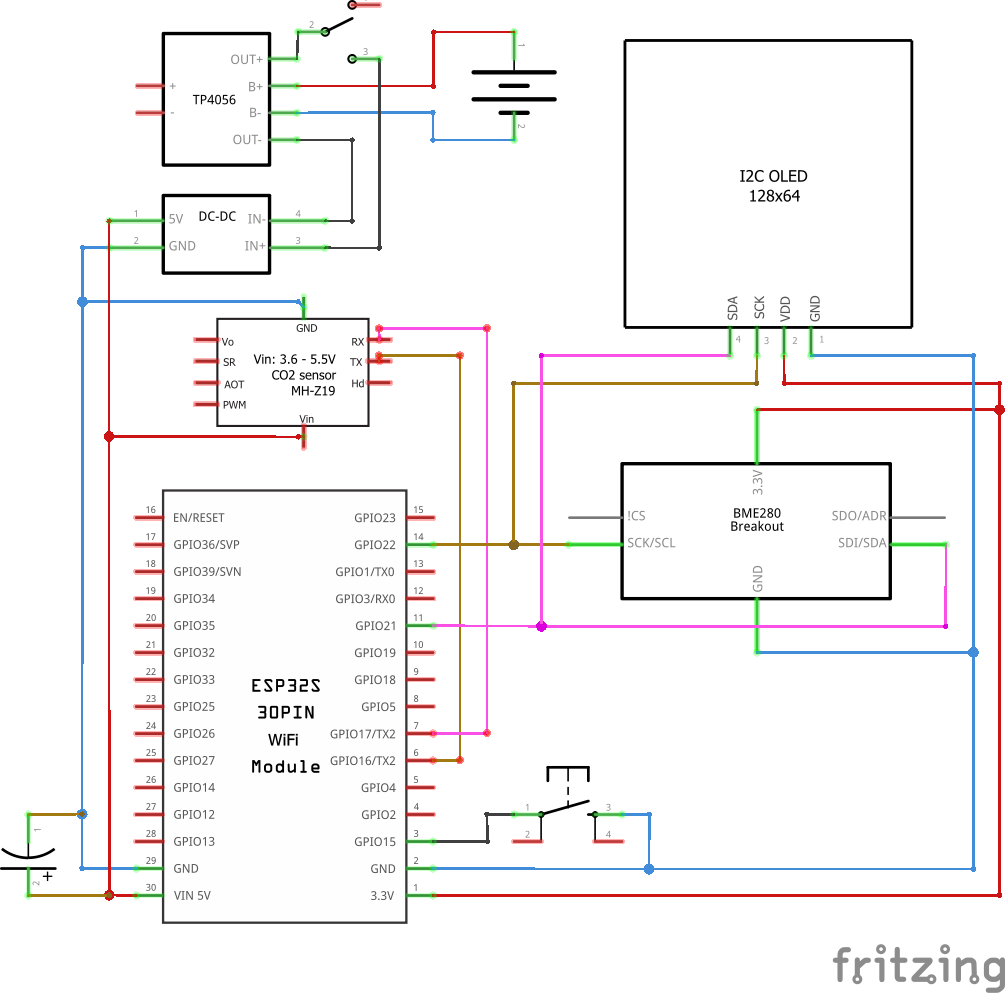 2
3
TP4056
OUT+
B+
B-
OUT-
+
-
1
2
DC-DC
1 5V IN- 4
2 GND IN+ 3
I2C OLED
128x64
SDA SCK VDD GND
4 3 2 1
GND
Vo RX
SR TX
AOT Hd
PWM
Vin: 3.6 - 5.5V
CO2 sensor
MH-Z19
Vin
3.3V
BME280
Breakout
!CS SDO/ADR
SCK/SCL SDI/SDA
GND
16 EN/RESET GPIO23 15
17 GPIO36/SVP GPIO22 14
18 GPIO39/SVN GPIO1/TX0 13
19 GPIO34 GPIO3/RX0 12
20 GPIO35 GPIO21 11
21 GPIO32 GPIO19 10
22 GPIO33 GPIO18 9
23 GPIO25 GPIO5 8
24 GPIO26 GPIO17/TX2 7
25 GPIO27 GPIO16/TX2 6
26 GPIO14 GPIO4 5
27 GPIO12 GPIO2 4
28 GPIO13 GPIO15 3
29 GND GND 2
30 VIN 5V 3.3V 1
ESP32S
30PIN
WiFi
Module
1 3
2 4
1
2 +
fritzing